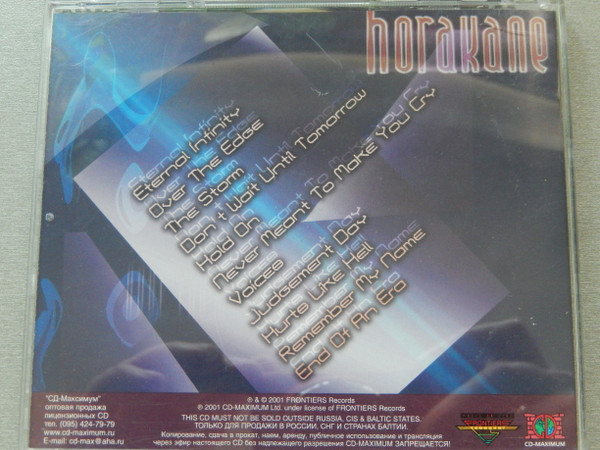 horakane
Eternal Infinity
Over The Edge
The Storm
Don't Wait Until Tomorrow
Hold On
Never Meant To Make You Cry
Voices
Judgement Day
Hurts Like Hell
Remember My Name
End Of An Era
"СД-Максимум"
оптовая продажа
лицензионных CD
тел. (095) 424-79-79
www.cd-maximum.ru
E-mail: cd-max@aha.ru
℗ & © 2001 FRONTIERS Records
℗ 2001 CD-MAXIMUM Ltd. under license of FRONTIERS Records
THIS CD MUST NOT BE SOLD OUTSIDE RUSSIA, CIS & BALTIC STATES.
ТОЛЬКО ДЛЯ ПРОДАЖИ В РОССИИ, СНГ И СТРАНАХ БАЛТИИ.
Копирование, сдача в прокат, наем, аренду, публичное использование и трансляция
через эфир настоящего CD без надлежащего разрешения CD-MAXIMUM ЗАПРЕЩАЕТСЯ!
FRONTIERS
CD-MAXIMUM